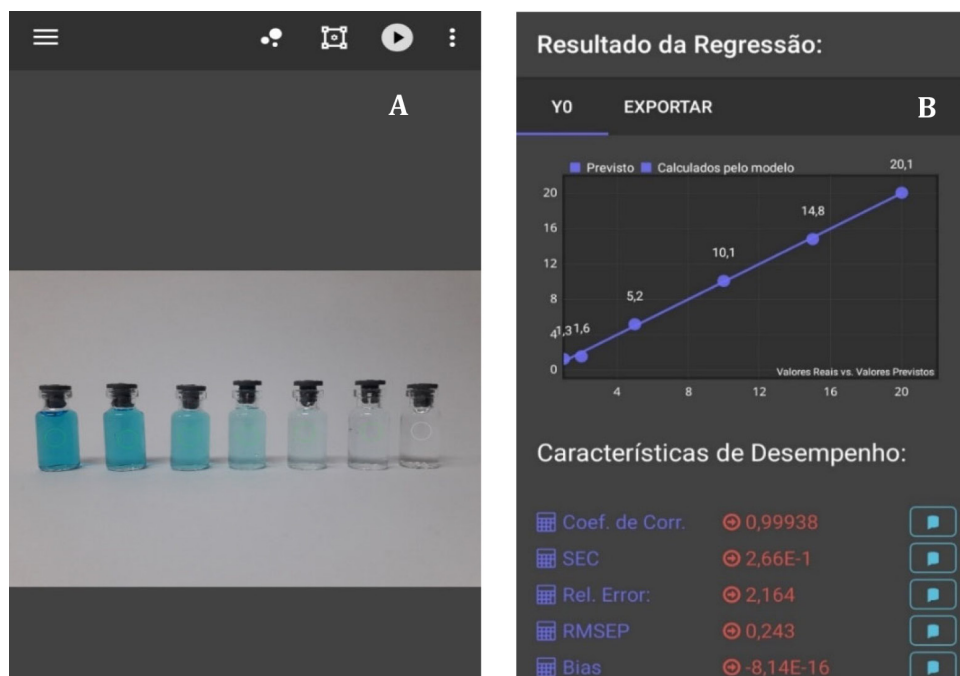 A
Resultado da Regressão:
Y0 EXPORTAR B
Previsto Calculados pelo modelo
20,1
20
14,8
16
10,1
12
5,2
8
1,3 1,6
4
0
Valores Reais vs. Valores Previstos
4 8 12 16 20
Características de Desempenho:
Coef. de Corr. 0,99938
SEC 2,66E-1
Rel. Error: 2,164
RMSEP 0,243
Bias -8,14E-16